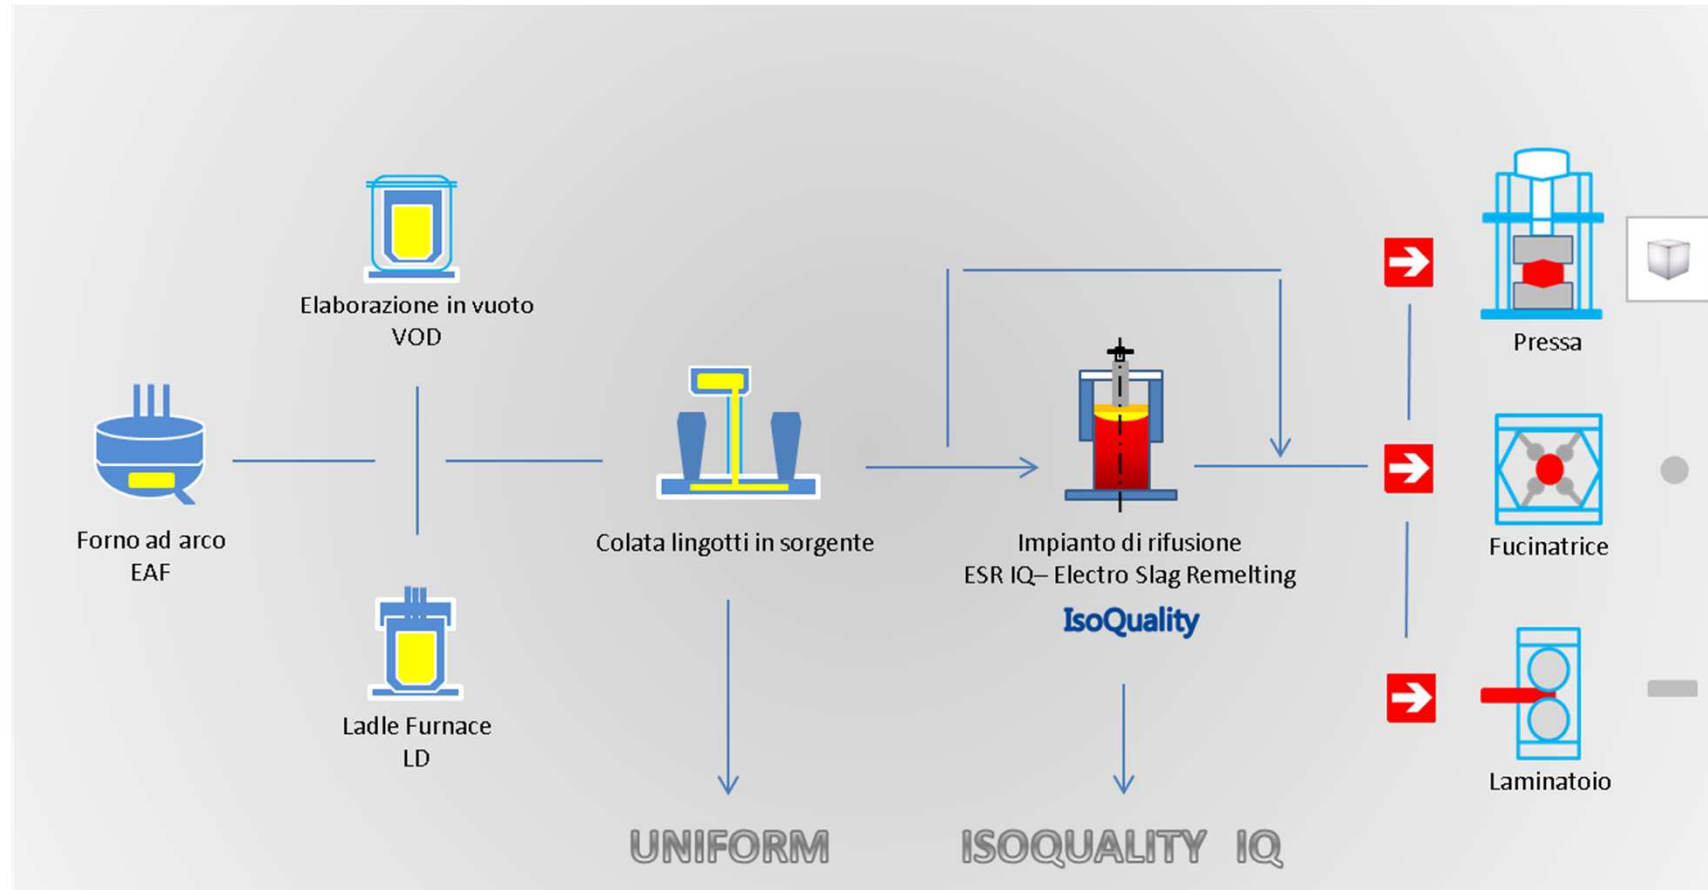 Elaborazione in vuoto
VOD
Forno ad arco
EAF
Ladle Furnace
LD
Colata lingotti in sorgente
Impianto di rifusione
ESR IQ– Electro Slag Remelting
IsoQuality
Pressa
Fucinatrice
Laminatoio
UNIFORM
ISOQUALITY IQ